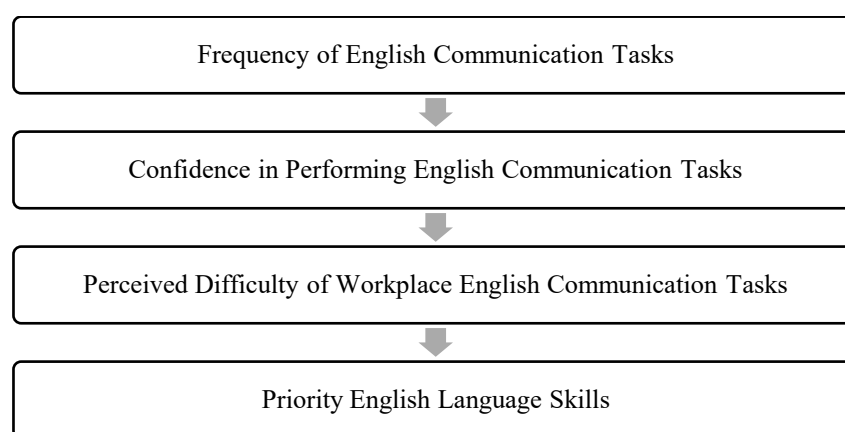 Frequency of English Communication Tasks
Confidence in Performing English Communication Tasks
Perceived Difficulty of Workplace English Communication Tasks
Priority English Language Skills